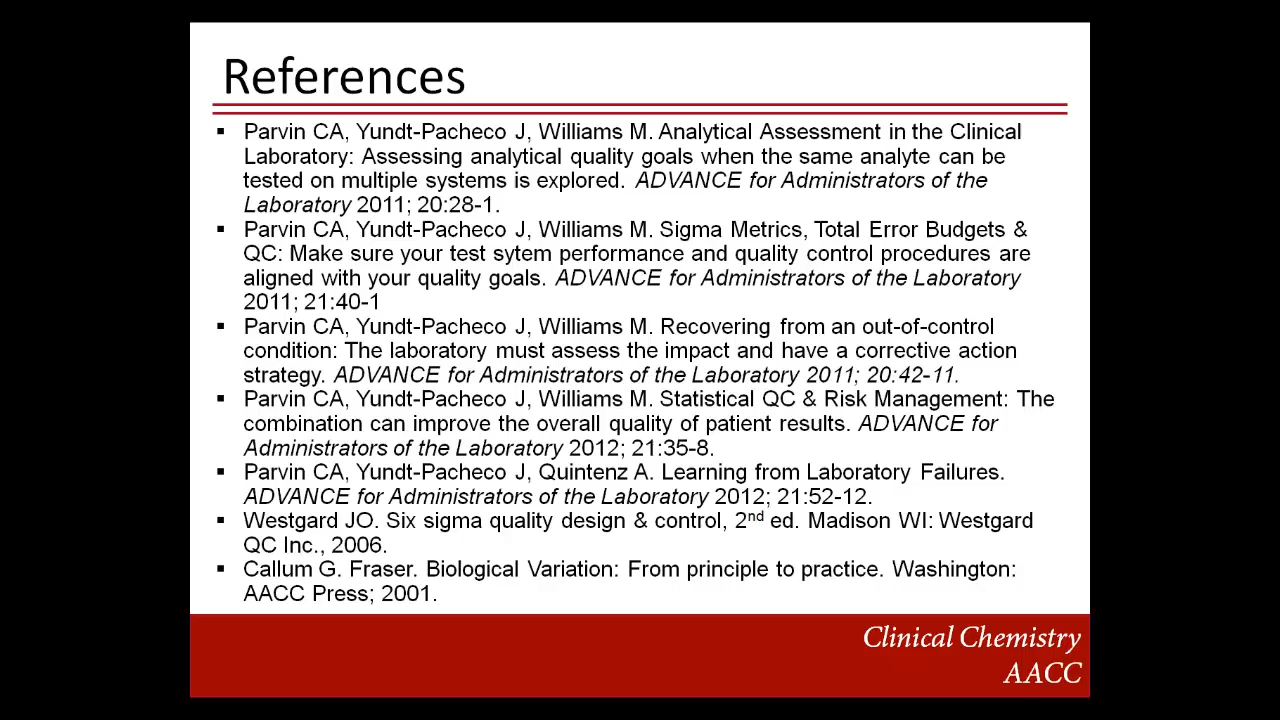 References
▪ Parvin CA, Yundt-Pacheco J, Williams M. Analytical Assessment in the Clinical
Laboratory: Assessing analytical quality goals when the same analyte can be
tested on multiple systems is explored. ADVANCE for Administrators of the
Laboratory 2011; 20:28-1.
▪ Parvin CA, Yundt-Pacheco J, Williams M. Sigma Metrics, Total Error Budgets &
QC: Make sure your test sytem performance and quality control procedures are
aligned with your quality goals. ADVANCE for Administrators of the Laboratory
2011; 21:40-1
▪ Parvin CA, Yundt-Pacheco J, Williams M. Recovering from an out-of-control
condition: The laboratory must assess the impact and have a corrective action
strategy. ADVANCE for Administrators of the Laboratory 2011; 20:42-11.
▪ Parvin CA, Yundt-Pacheco J, Williams M. Statistical QC & Risk Management: The
combination can improve the overall quality of patient results. ADVANCE for
Administrators of the Laboratory 2012; 21:35-8.
▪ Parvin CA, Yundt-Pacheco J, Quintenz A. Learning from Laboratory Failures.
ADVANCE for Administrators of the Laboratory 2012; 21:52-12.
▪ Westgard JO. Six sigma quality design & control, 2nd ed. Madison WI: Westgard
QC Inc., 2006.
▪ Callum G. Fraser. Biological Variation: From principle to practice. Washington:
AACC Press; 2001.
Clinical Chemistry
AACC